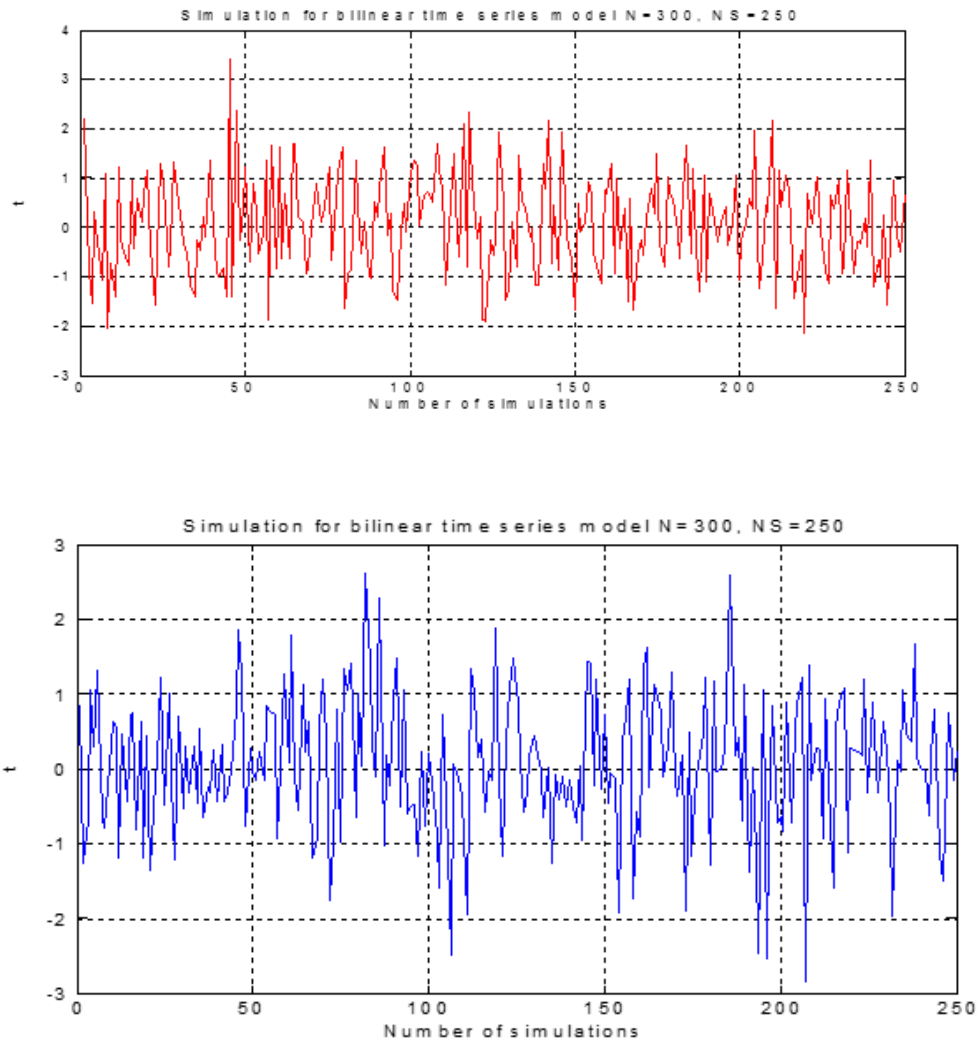 Simulation for bilinear time series model N=300, NS=250
4
3
2
1
0
-1
-2
-3
t
0 50 100 150 200 250
Number of simulations
Simulation for bilinear time series model N=300, NS=250
3
2
1
0
-1
-2
-3
t
0 50 100 150 200 250
Number of simulations